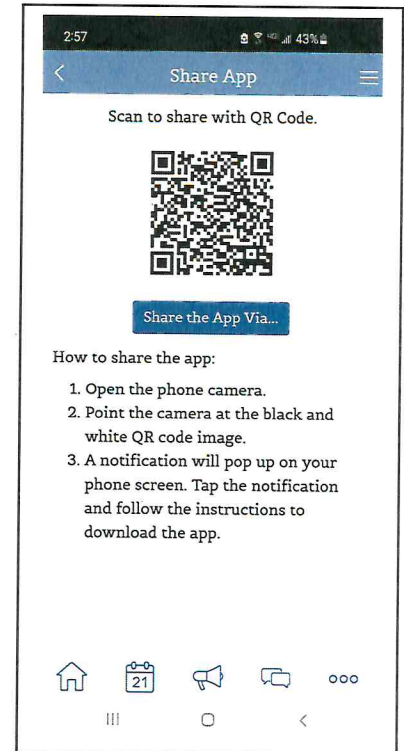 2:57 43%
Share App
Scan to share with QR Code.
Share the App Via...
How to share the app:
1. Open the phone camera.
2. Point the camera at the black and
white QR code image.
3. A notification will pop up on your
phone screen. Tap the notification
and follow the instructions to
download the app.
21